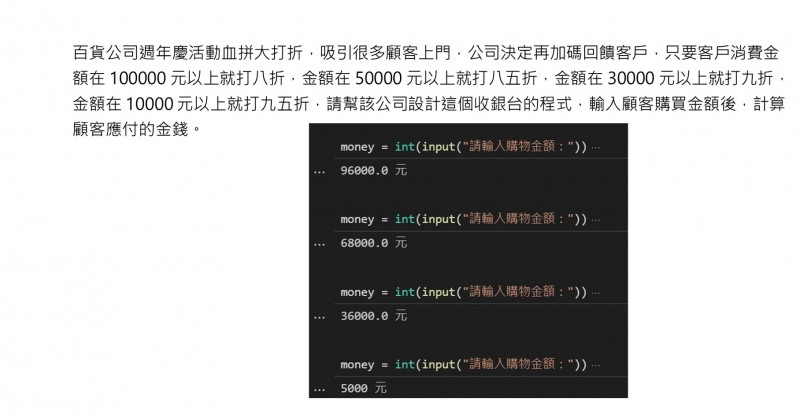 百貨公司週年慶活動血拼大打折，吸引很多顧客上門，公司決定再加碼回饋客戶，只要客戶消費金
額在 100000 元以上就打八折，金額在 50000 元以上就打八五折，金額在 30000 元以上就打九折，
金額在 10000 元以上就打九五折，請幫該公司設計這個收銀台的程式，輸入顧客購買金額後，計算
顧客應付的金錢。
money = int(input("請輸入購物金額："))⋯
... 96000.0 元
money = int(input("請輸入購物金額："))⋯
... 68000.0 元
money = int(input("請輸入購物金額："))⋯
... 36000.0 元
money = int(input("請輸入購物金額："))⋯
... 5000 元